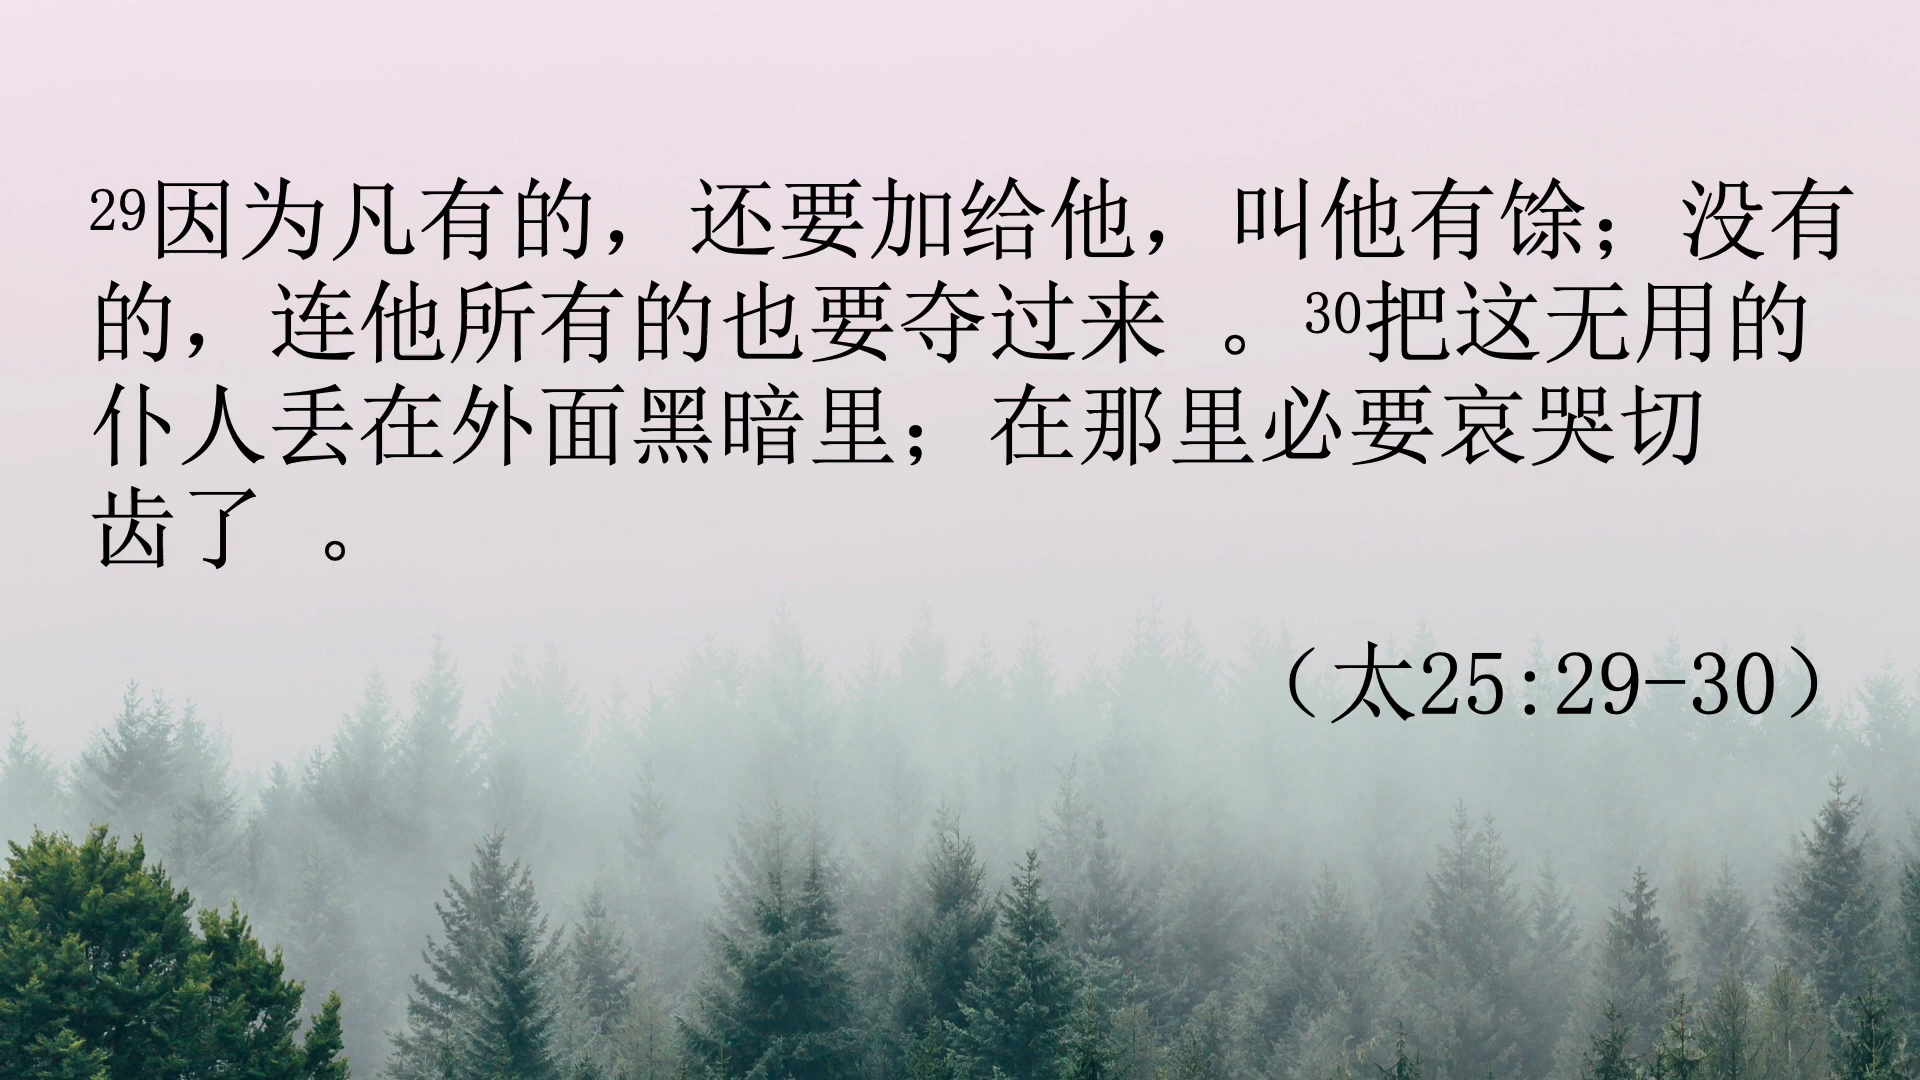 29因为凡有的，还要加给他，叫他有馀；没有
的，连他所有的也要夺过来 。30把这无用的
仆人丢在外面黑暗里；在那里必要哀哭切
齿了 。
（太25:29-30）